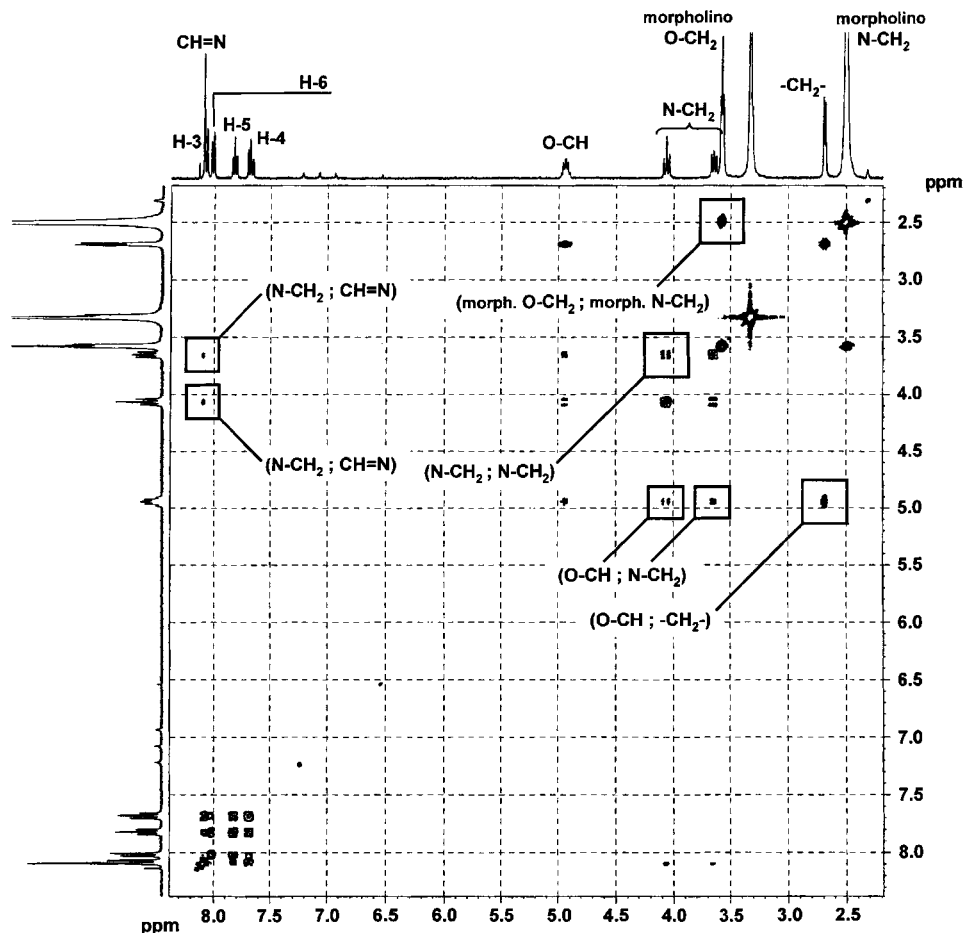 morpholino
O-CH₂
morpholino
N-CH₂
CH=N
H-6
-CH₂-
N-CH₂
H-3
H-5
H-4
O-CH
ppm
2.5
3.0
3.5
4.0
4.5
5.0
5.5
6.0
6.5
7.0
7.5
8.0
(N-CH₂ ; CH=N)
(morph. O-CH₂ ; morph. N-CH₂)
(N-CH₂ ; CH=N)
(N-CH₂ ; N-CH₂)
(O-CH ; N-CH₂)
(O-CH ; -CH₂-)
8.0 7.5 7.0 6.5 6.0 5.5 5.0 4.5 4.0 3.5 3.0 2.5
ppm